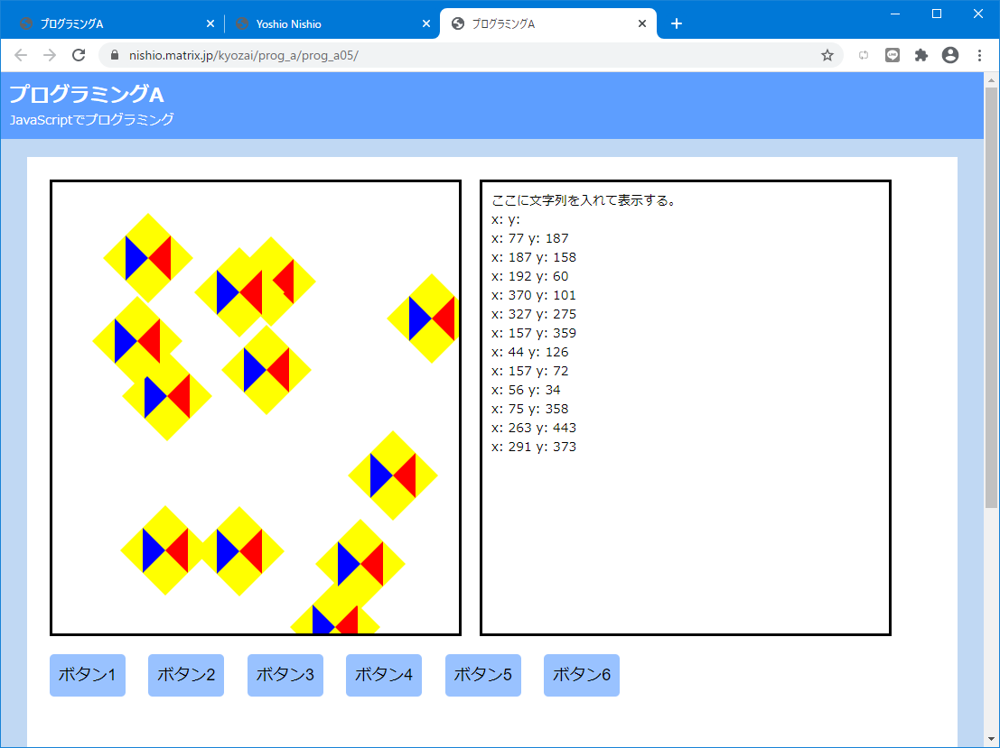 プログラミングA
Yoshio Nishio
プログラミングA
nishio.matrix.jp/kyozai/prog_a/prog_a05/
プログラミングA
JavaScriptでプログラミング
ここに文字列を入れて表示する。
x: y:
x: 77 y: 187
x: 187 y: 158
x: 192 y: 60
x: 370 y: 101
x: 327 y: 275
x: 157 y: 359
x: 44 y: 126
x: 157 y: 72
x: 56 y: 34
x: 75 y: 358
x: 263 y: 443
x: 291 y: 373
ボタン1
ボタン2
ボタン3
ボタン4
ボタン5
ボタン6